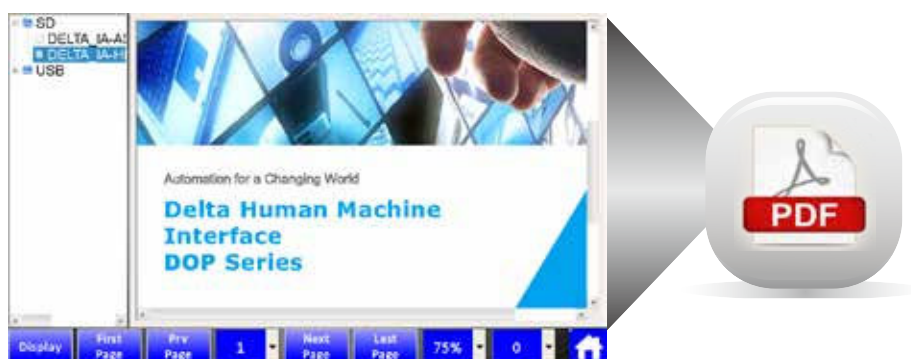 SD
DELTA_IA-AS
DELTA_IA-H
USB
Automation for a Changing World
Delta Human Machine
Interface
DOP Series
PDF
Display
First
Page
Prv
Page
1
Next
Page
Last
Page
75%
0